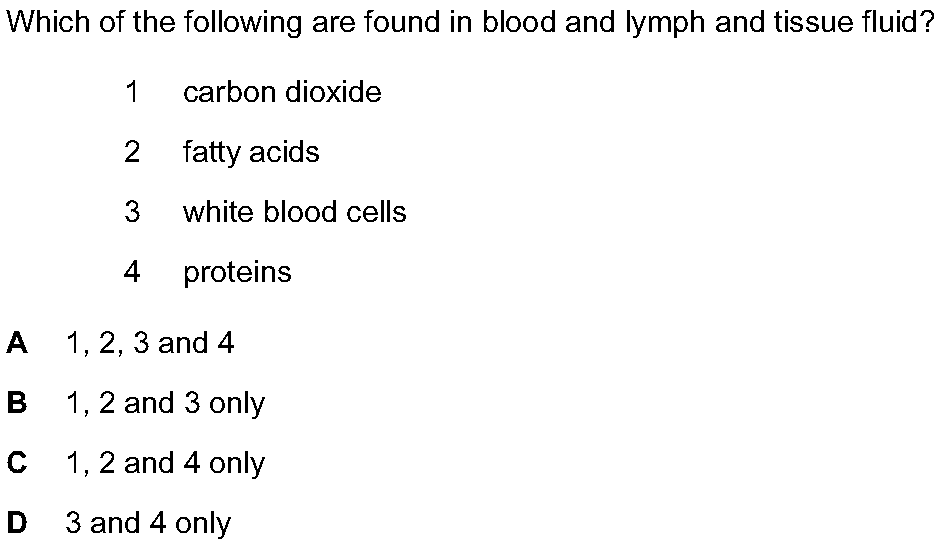 Which of the following are found in blood and lymph and tissue fluid?
1 carbon dioxide
2 fatty acids
3 white blood cells
4 proteins
A 1, 2, 3 and 4
B 1, 2 and 3 only
C 1, 2 and 4 only
D 3 and 4 only